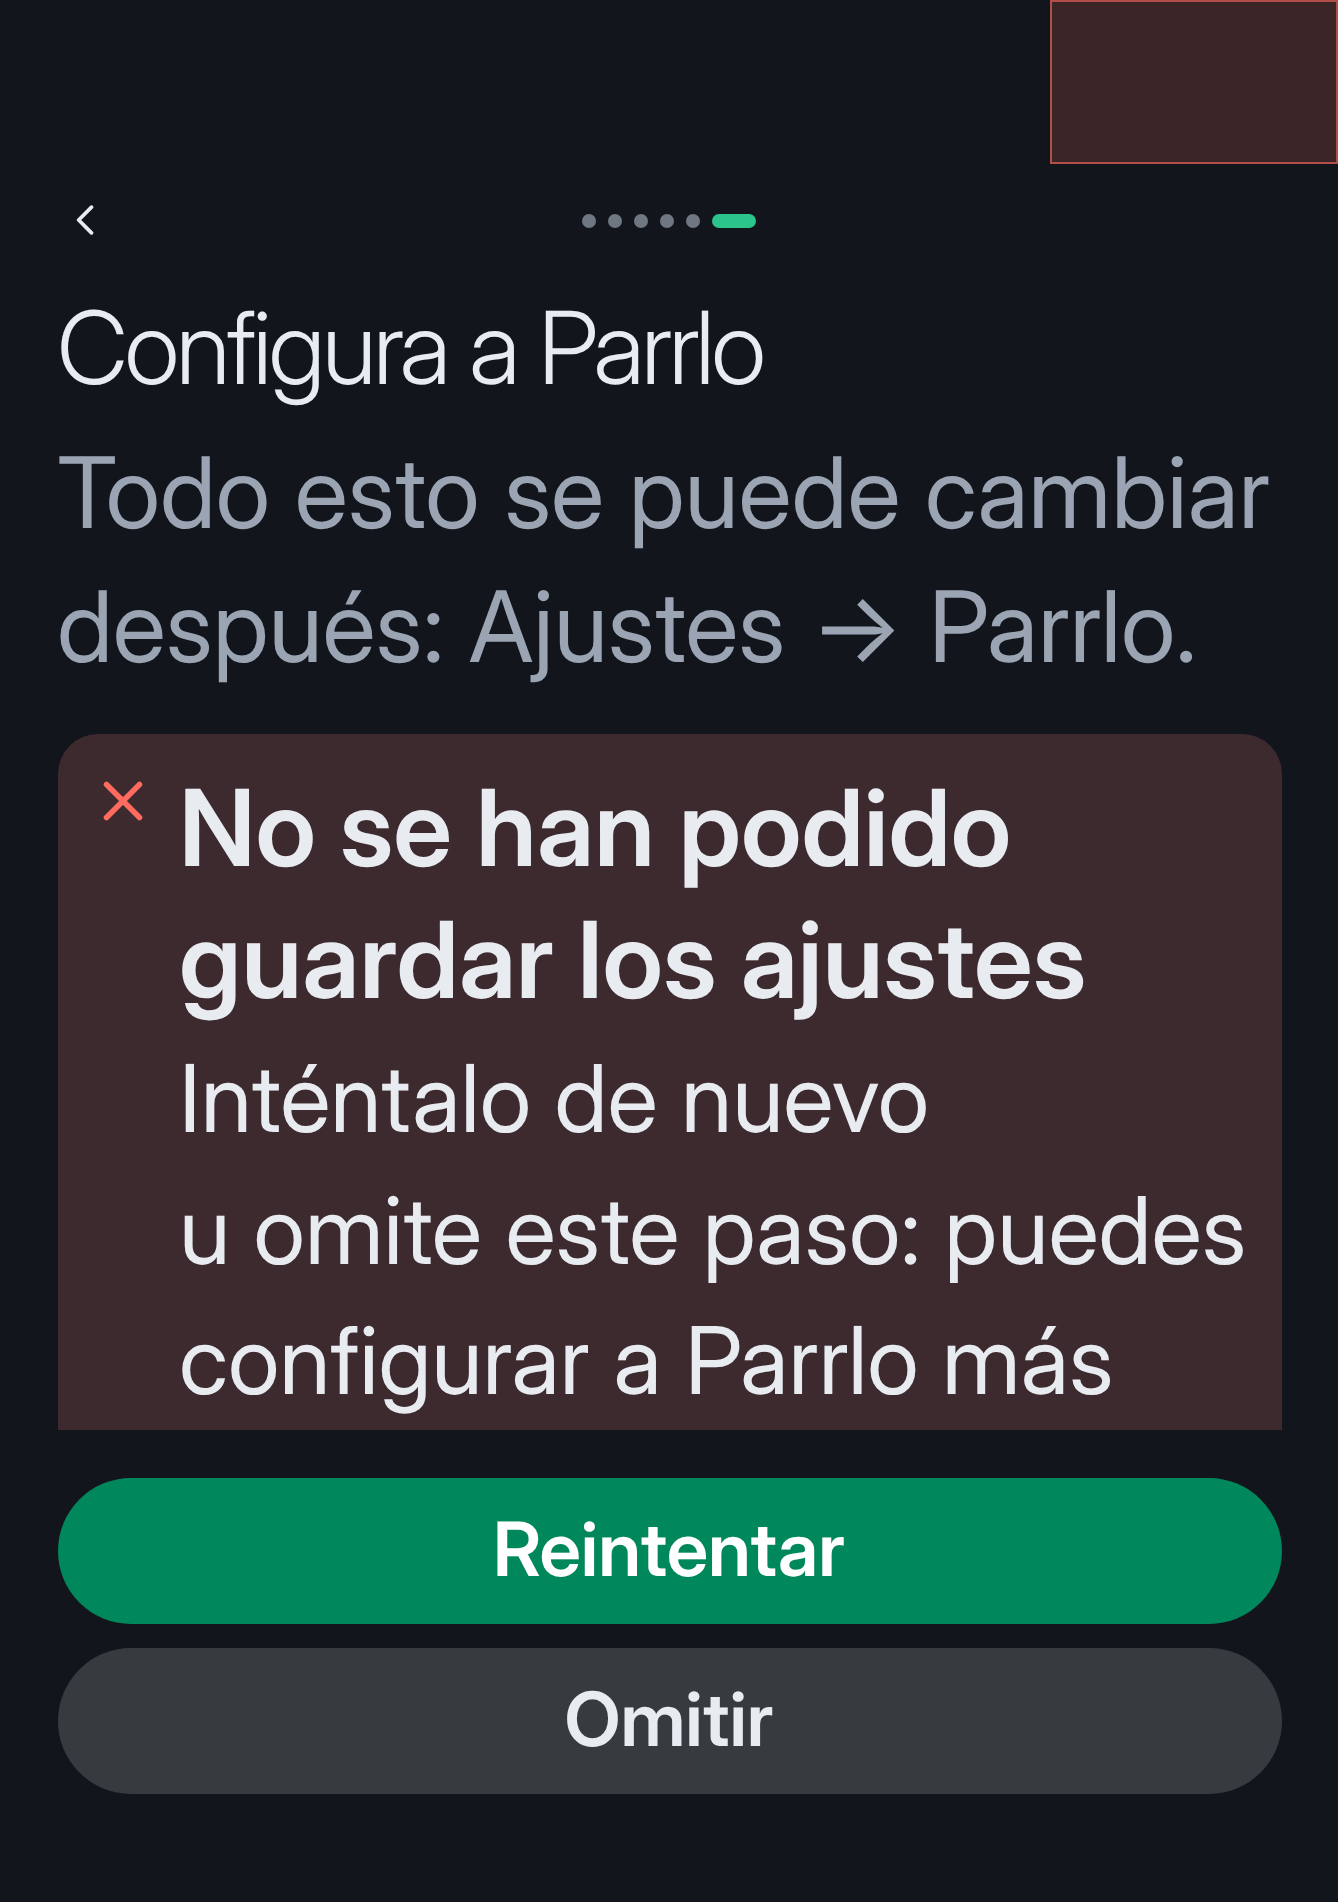 Configura a Parrlo
Todo esto se puede cambiar
después: Ajustes → Parrlo.
No se han podido
guardar los ajustes
Inténtalo de nuevo
u omite este paso: puedes
configurar a Parrlo más
Reintentar
Omitir